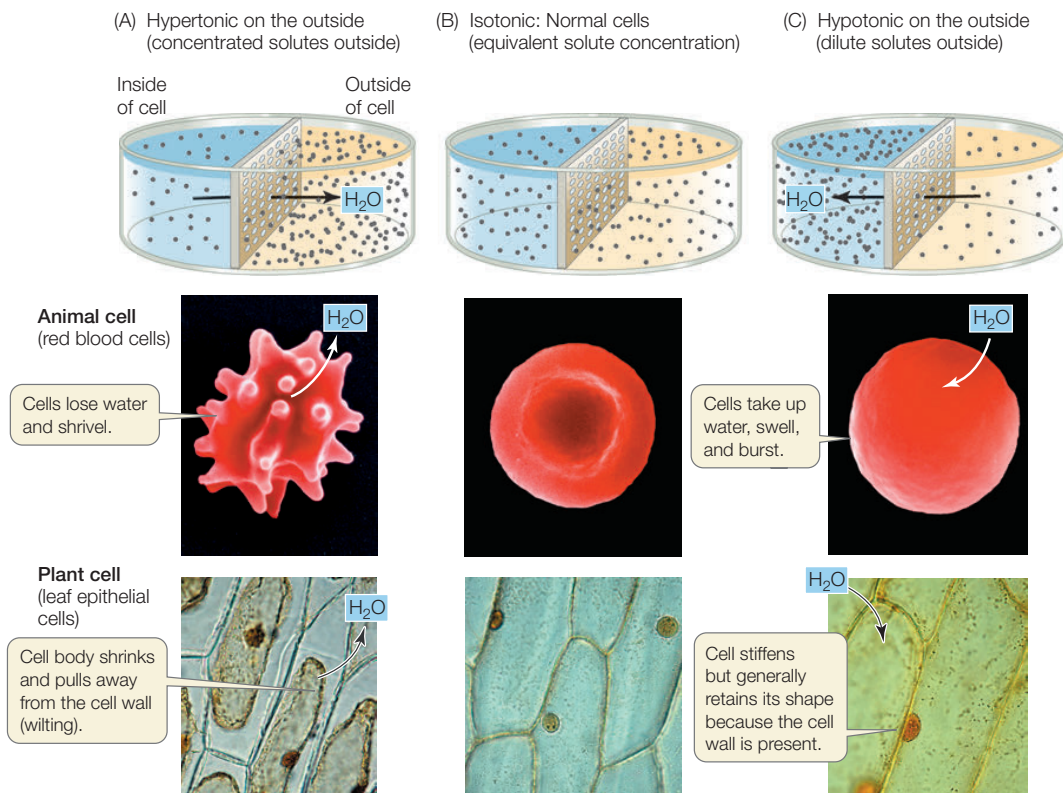 (A) Hypertonic on the outside
(concentrated solutes outside)
(B) Isotonic: Normal cells
(equivalent solute concentration)
(C) Hypotonic on the outside
(dilute solutes outside)
Inside
of cell
Outside
of cell
H₂O
H₂O
Animal cell
(red blood cells)
H₂O
H₂O
Cells lose water
and shrivel.
Cells take up
water, swell,
and burst.
Plant cell
(leaf epithelial
cells)
H₂O
H₂O
Cell body shrinks
and pulls away
from the cell wall
(wilting).
Cell stiffens
but generally
retains its shape
because the cell
wall is present.